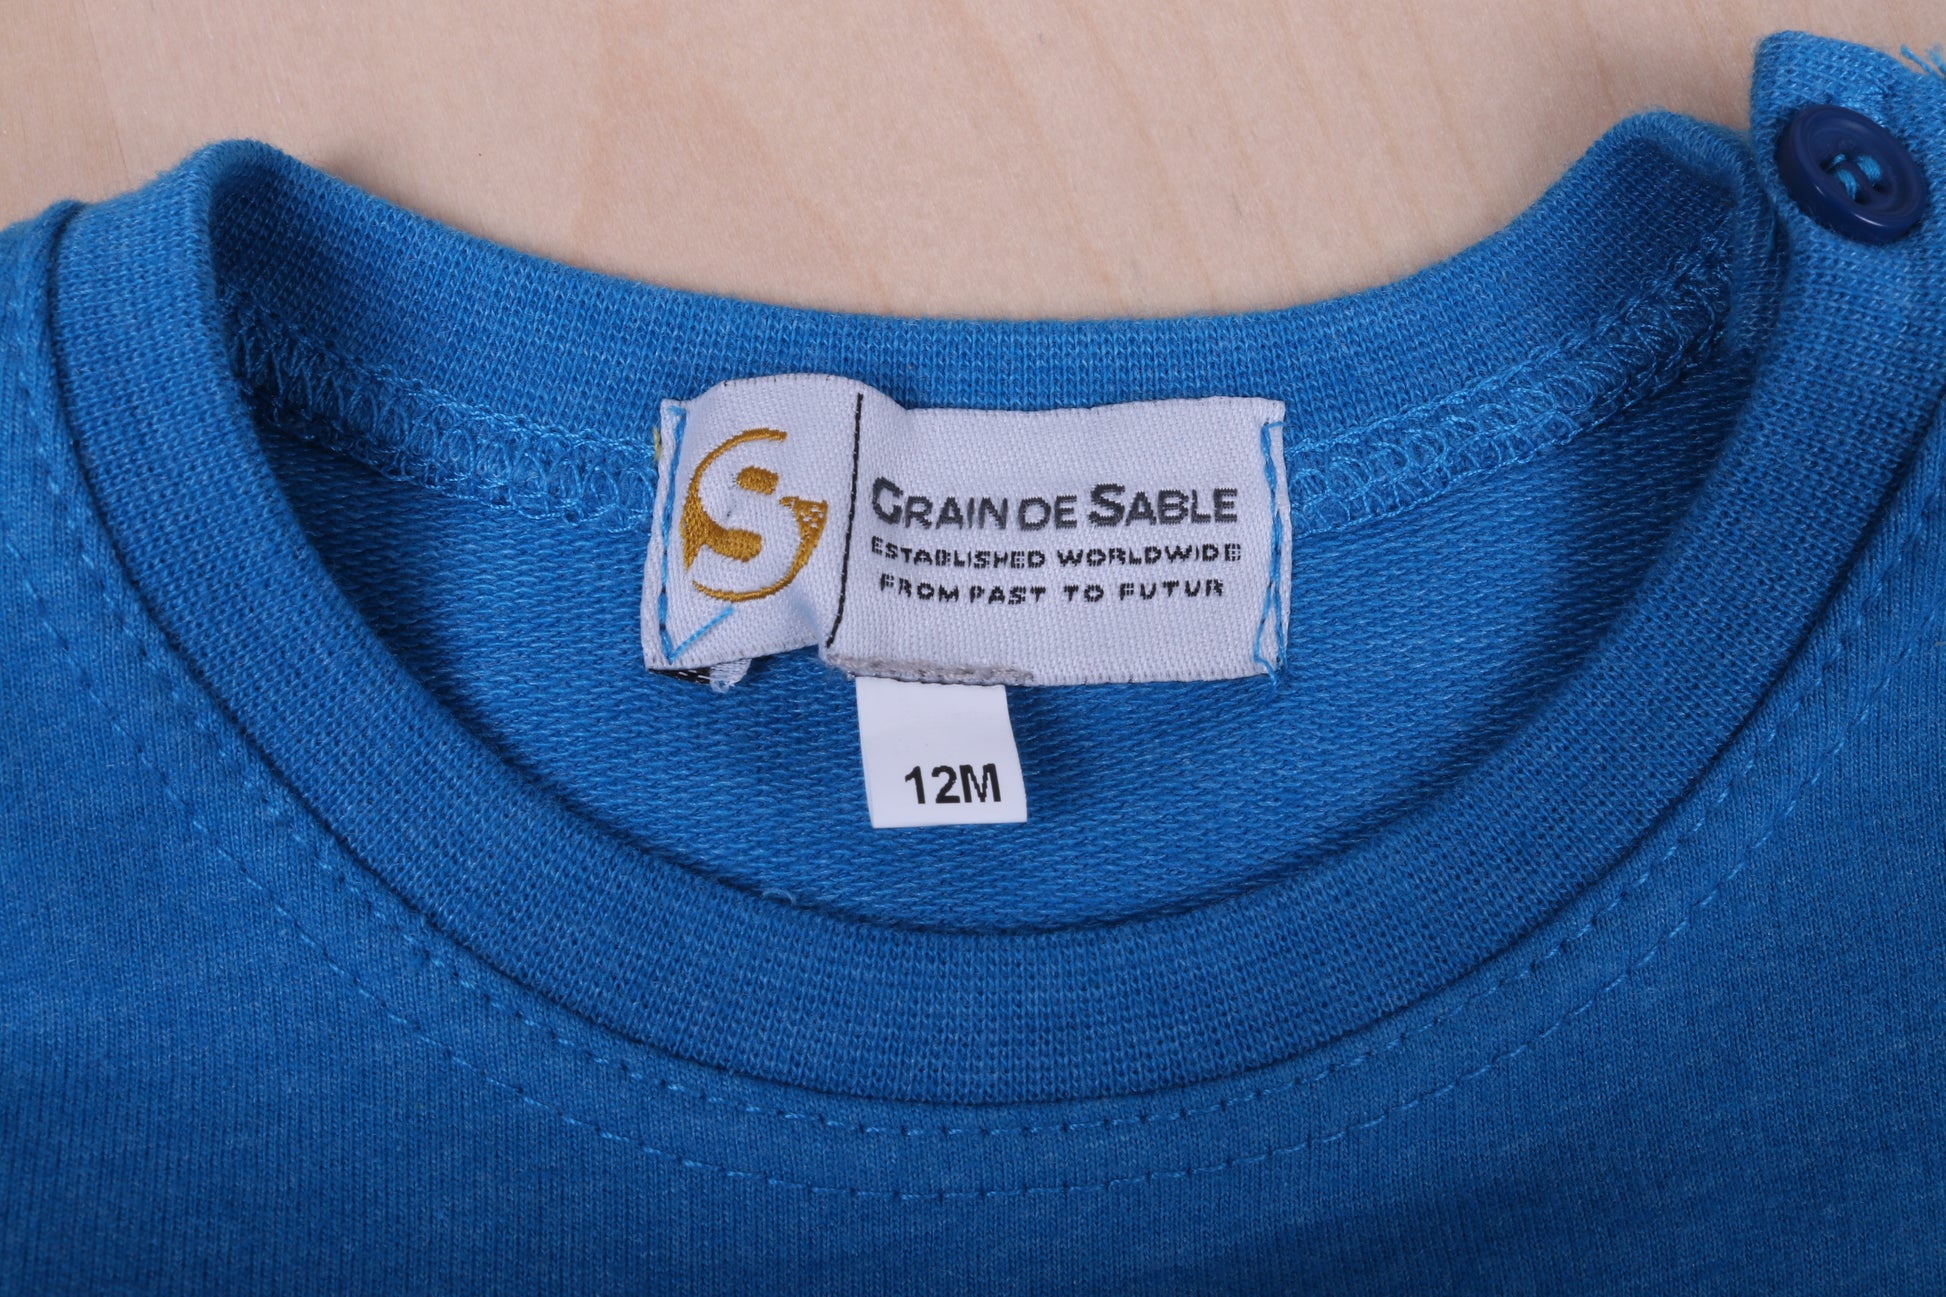 S
GRAIN DE SABLE
ESTABLISHED WORLDWIDE
FROM PAST TO FUTUR
12M